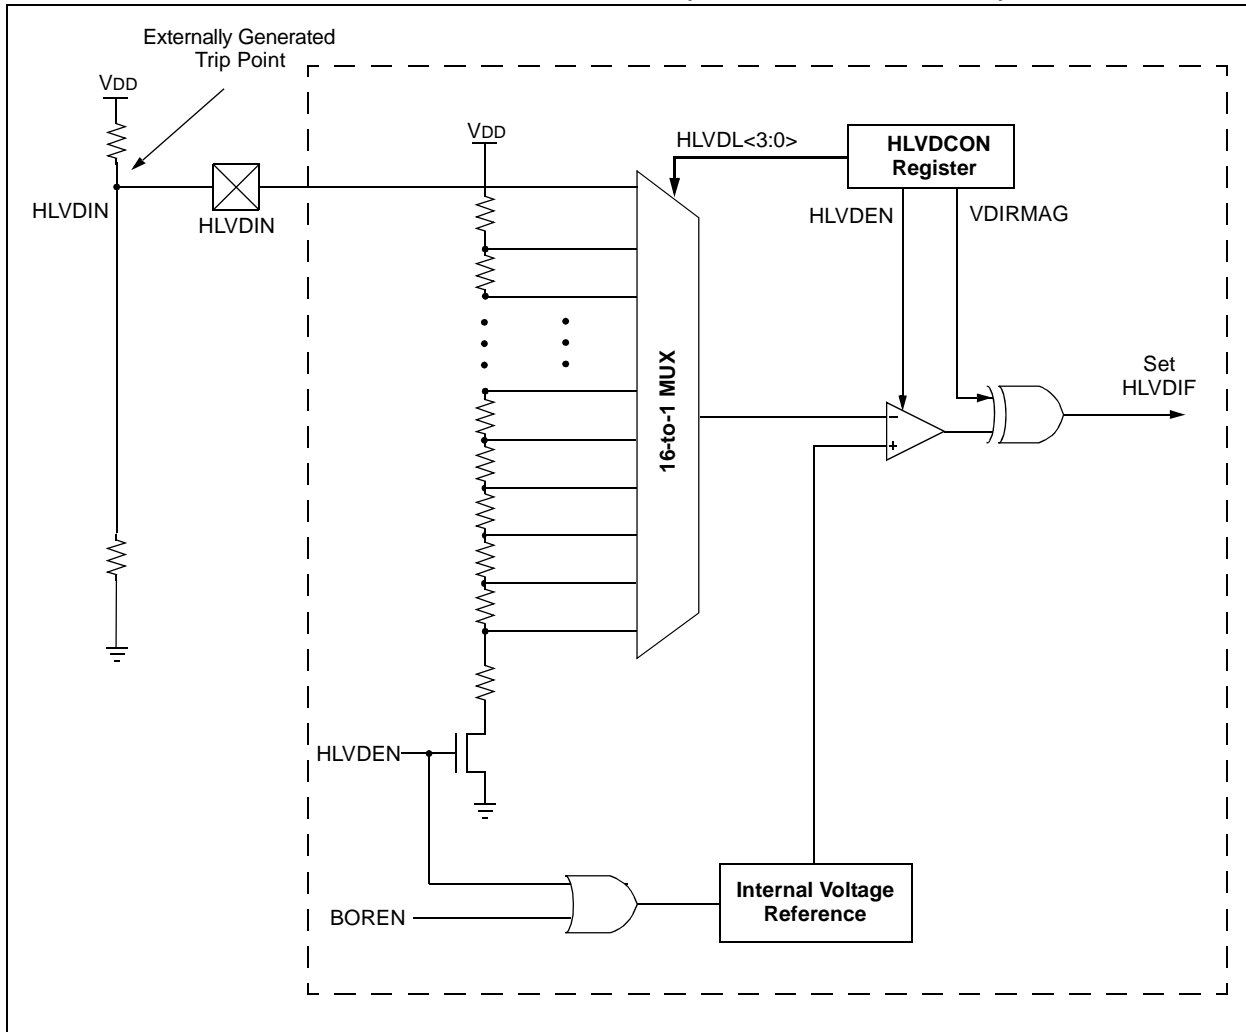 Externally Generated
Trip Point
VDD
VDD
HLVDL<3:0>
HLVDCON
Register
HLVDIN
HLVDIN
HLVDEN
VDIRMAG
16-to-1 MUX
Set
HLVDIF
–
+
HLVDEN
BOREN
Internal Voltage
Reference